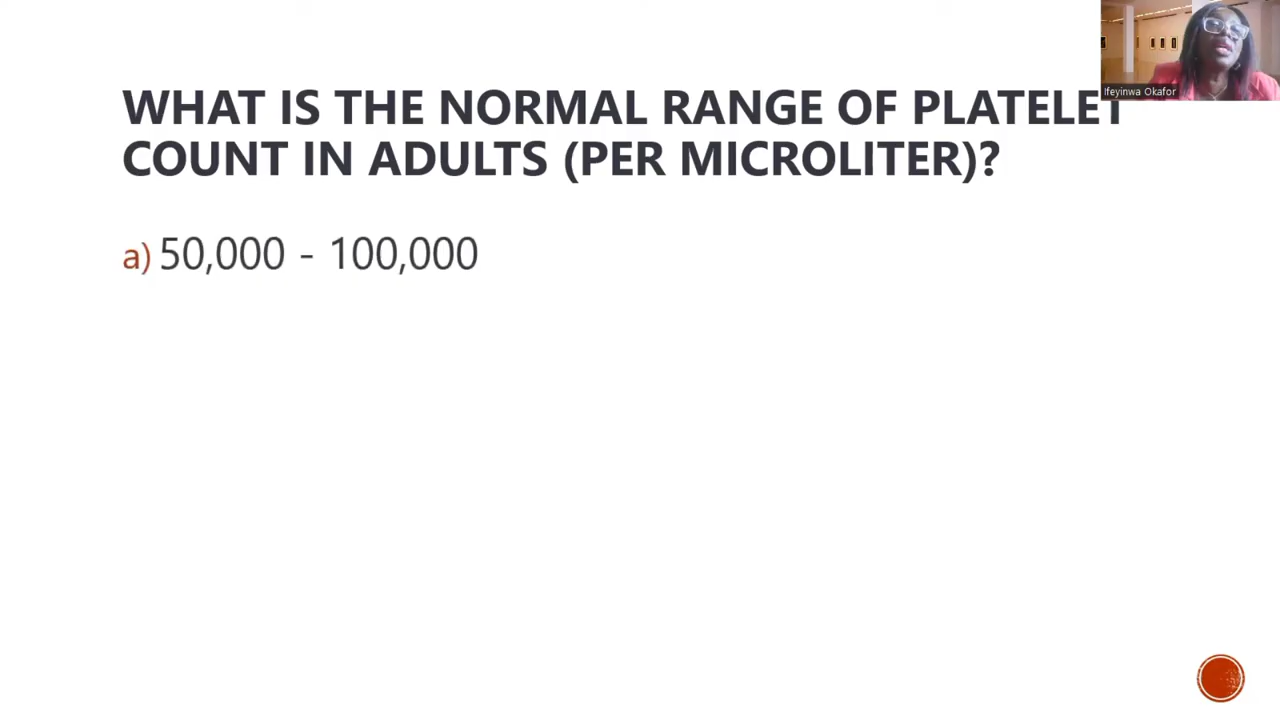 Ifeyinwa Okafor
WHAT IS THE NORMAL RANGE OF PLATELET
COUNT IN ADULTS (PER MICROLITER)?
a) 50,000 - 100,000